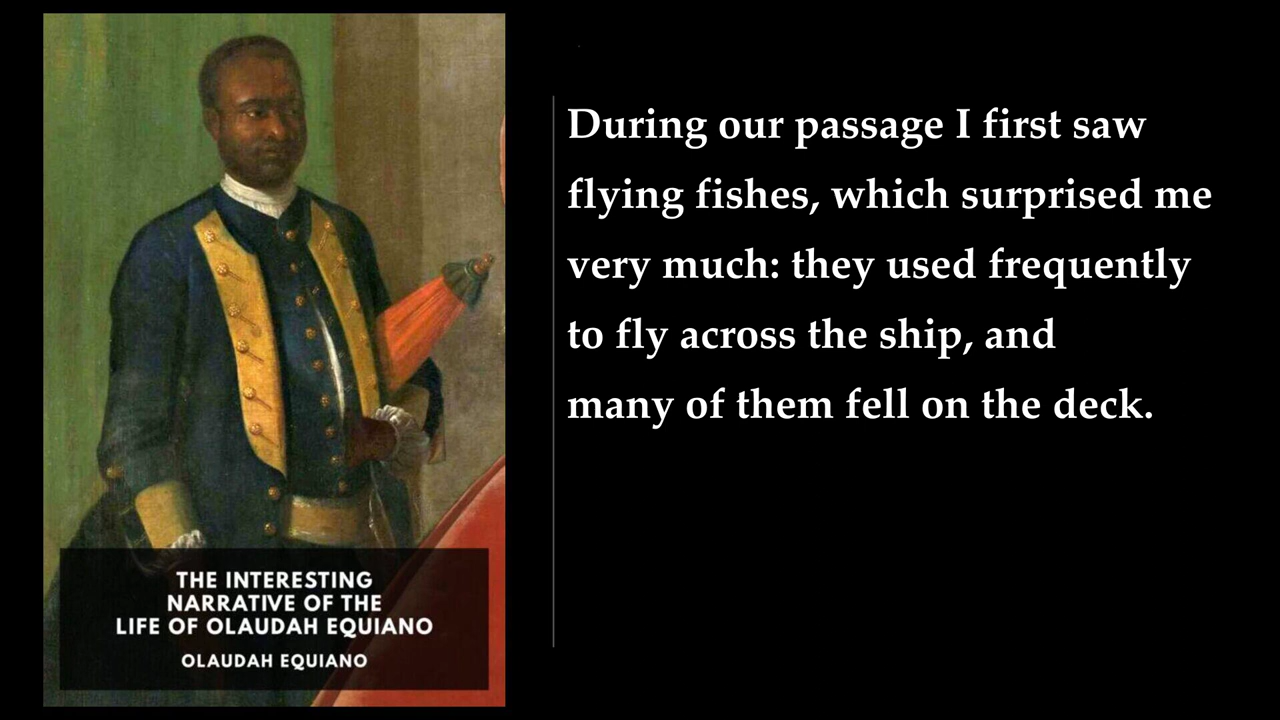 THE INTERESTING
NARRATIVE OF THE
LIFE OF OLAUDAH EQUIANO
OLAUDAH EQUIANO
During our passage I first saw
flying fishes, which surprised me
very much: they used frequently
to fly across the ship, and
many of them fell on the deck.